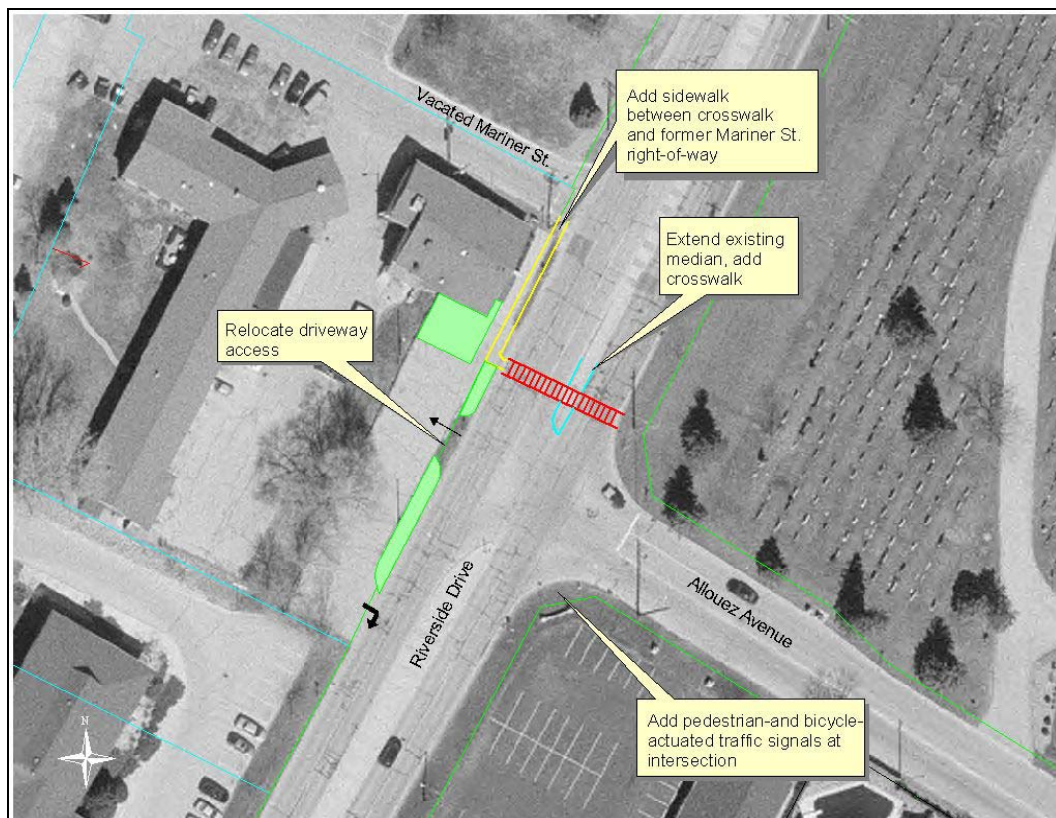 Vacated Mariner St.
Add sidewalk
between crosswalk
and former Mariner St.
right-of-way
Extend existing
median, add
crosswalk
Relocate driveway
access
Riverside Drive
Allouez Avenue
Add pedestrian-and bicycle-
actuated traffic signals at
intersection
N